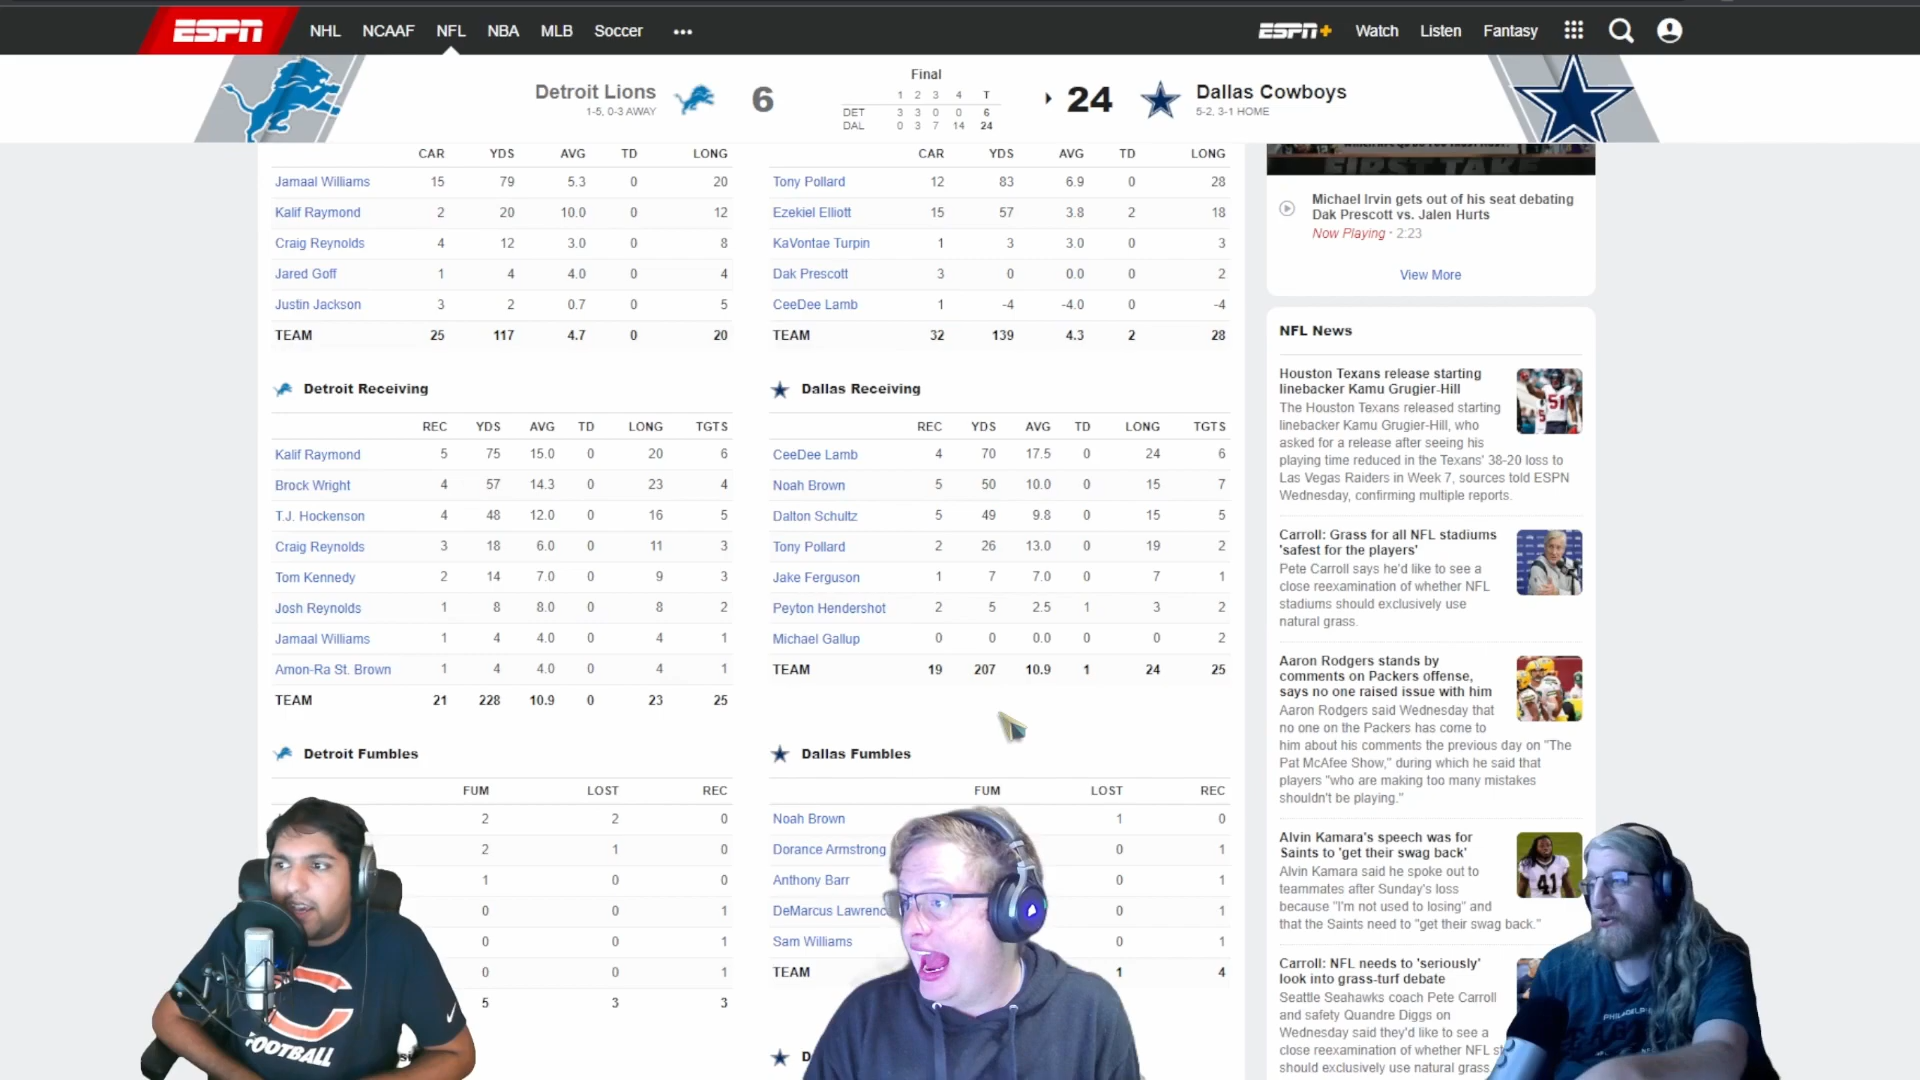 ESPN NHL NCAAF NFL NBA MLB Soccer ••• ESPN+ Watch Listen Fantasy
Final
Detroit Lions 6 1 2 3 4 T 24 Dallas Cowboys
1-5, 0-3 AWAY DET 3 3 0 0 6 5-2, 3-1 HOME
DAL 0 3 7 14 24
CAR YDS AVG TD LONG
Jamaal Williams 15 79 5.3 0 20
Kalif Raymond 2 20 10.0 0 12
Craig Reynolds 4 12 3.0 0 8
Jared Goff 1 4 4.0 0 4
Justin Jackson 3 2 0.7 0 5
TEAM 25 117 4.7 0 20
CAR YDS AVG TD LONG
Tony Pollard 12 83 6.9 0 28
Ezekiel Elliott 15 57 3.8 2 18
KaVontae Turpin 1 3 3.0 0 3
Dak Prescott 3 0 0.0 0 2
CeeDee Lamb 1 -4 -4.0 0 -4
TEAM 32 139 4.3 2 28
Detroit Receiving
REC YDS AVG TD LONG TGTS
Kalif Raymond 5 75 15.0 0 20 6
Brock Wright 4 57 14.3 0 23 4
T.J. Hockenson 4 48 12.0 0 16 5
Craig Reynolds 3 18 6.0 0 11 3
Tom Kennedy 2 14 7.0 0 9 3
Josh Reynolds 1 8 8.0 0 8 2
Jamaal Williams 1 4 4.0 0 4 1
Amon-Ra St. Brown 1 4 4.0 0 4 1
TEAM 21 228 10.9 0 23 25
Dallas Receiving
REC YDS AVG TD LONG TGTS
CeeDee Lamb 4 70 17.5 0 24 6
Noah Brown 5 50 10.0 0 15 7
Dalton Schultz 5 49 9.8 0 15 5
Tony Pollard 2 26 13.0 0 19 2
Jake Ferguson 1 7 7.0 0 7 1
Peyton Hendershot 2 5 2.5 1 3 2
Michael Gallup 0 0 0.0 0 0 2
TEAM 19 207 10.9 1 24 25
Detroit Fumbles
FUM LOST REC
2 2 0
2 1 0
1 0 0
0 0 1
0 0 1
0 0 1
5 3 3
Dallas Fumbles
FUM LOST REC
Noah Brown 1 0
Dorance Armstrong 0 1
Anthony Barr 0 1
DeMarcus Lawrence 0 1
Sam Williams 0 1
TEAM 1 4
D
FOOTBALL
FIRST TAKE
Michael Irvin gets out of his seat debating
Dak Prescott vs. Jalen Hurts
Now Playing · 2:23
View More
NFL News
Houston Texans release starting
linebacker Kamu Grugier-Hill
The Houston Texans released starting
linebacker Kamu Grugier-Hill, who
asked for a release after seeing his
playing time reduced in the Texans' 38-20 loss to
Las Vegas Raiders in Week 7, sources told ESPN
Wednesday, confirming multiple reports.
51
Carroll: Grass for all NFL stadiums
'safest for the players'
Pete Carroll says he'd like to see a
close reexamination of whether NFL
stadiums should exclusively use
natural grass.
Aaron Rodgers stands by
comments on Packers offense,
says no one raised issue with him
Aaron Rodgers said Wednesday that
no one on the Packers has come to
him about his comments the previous day on "The
Pat McAfee Show," during which he said that
players "who are making too many mistakes
shouldn't be playing."
Alvin Kamara's speech was for
Saints to 'get their swag back'
Alvin Kamara said he spoke out to
teammates after Sunday's loss
because "I'm not used to losing" and
that the Saints need to "get their swag back."
41
Carroll: NFL needs to 'seriously'
look into grass-turf debate
Seattle Seahawks coach Pete Carroll
and safety Quandre Diggs on
Wednesday said they'd like to see a
close reexamination of whether NFL st
should exclusively use natural grass